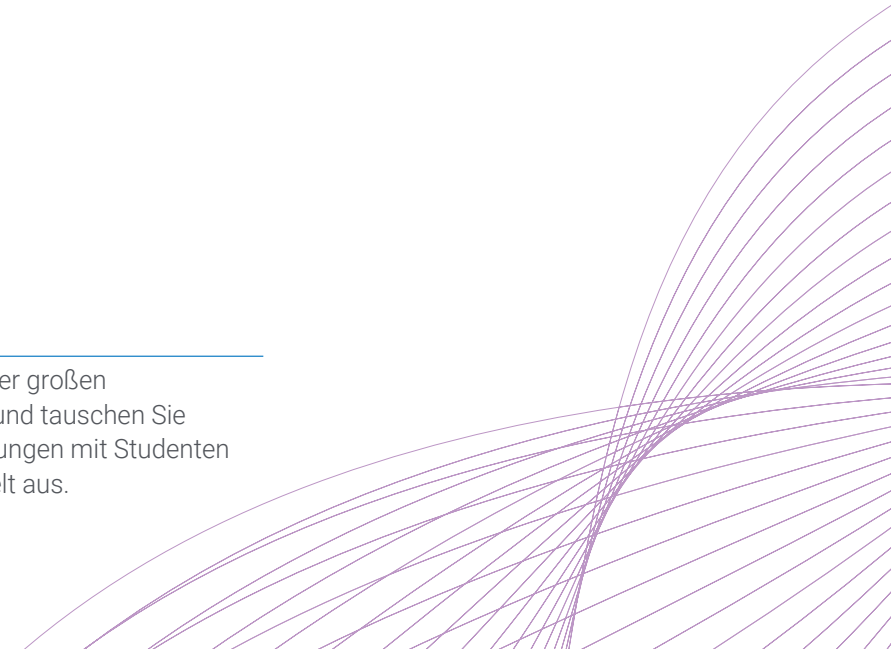 er großen
und tauschen Sie
ungen mit Studenten
lt aus.